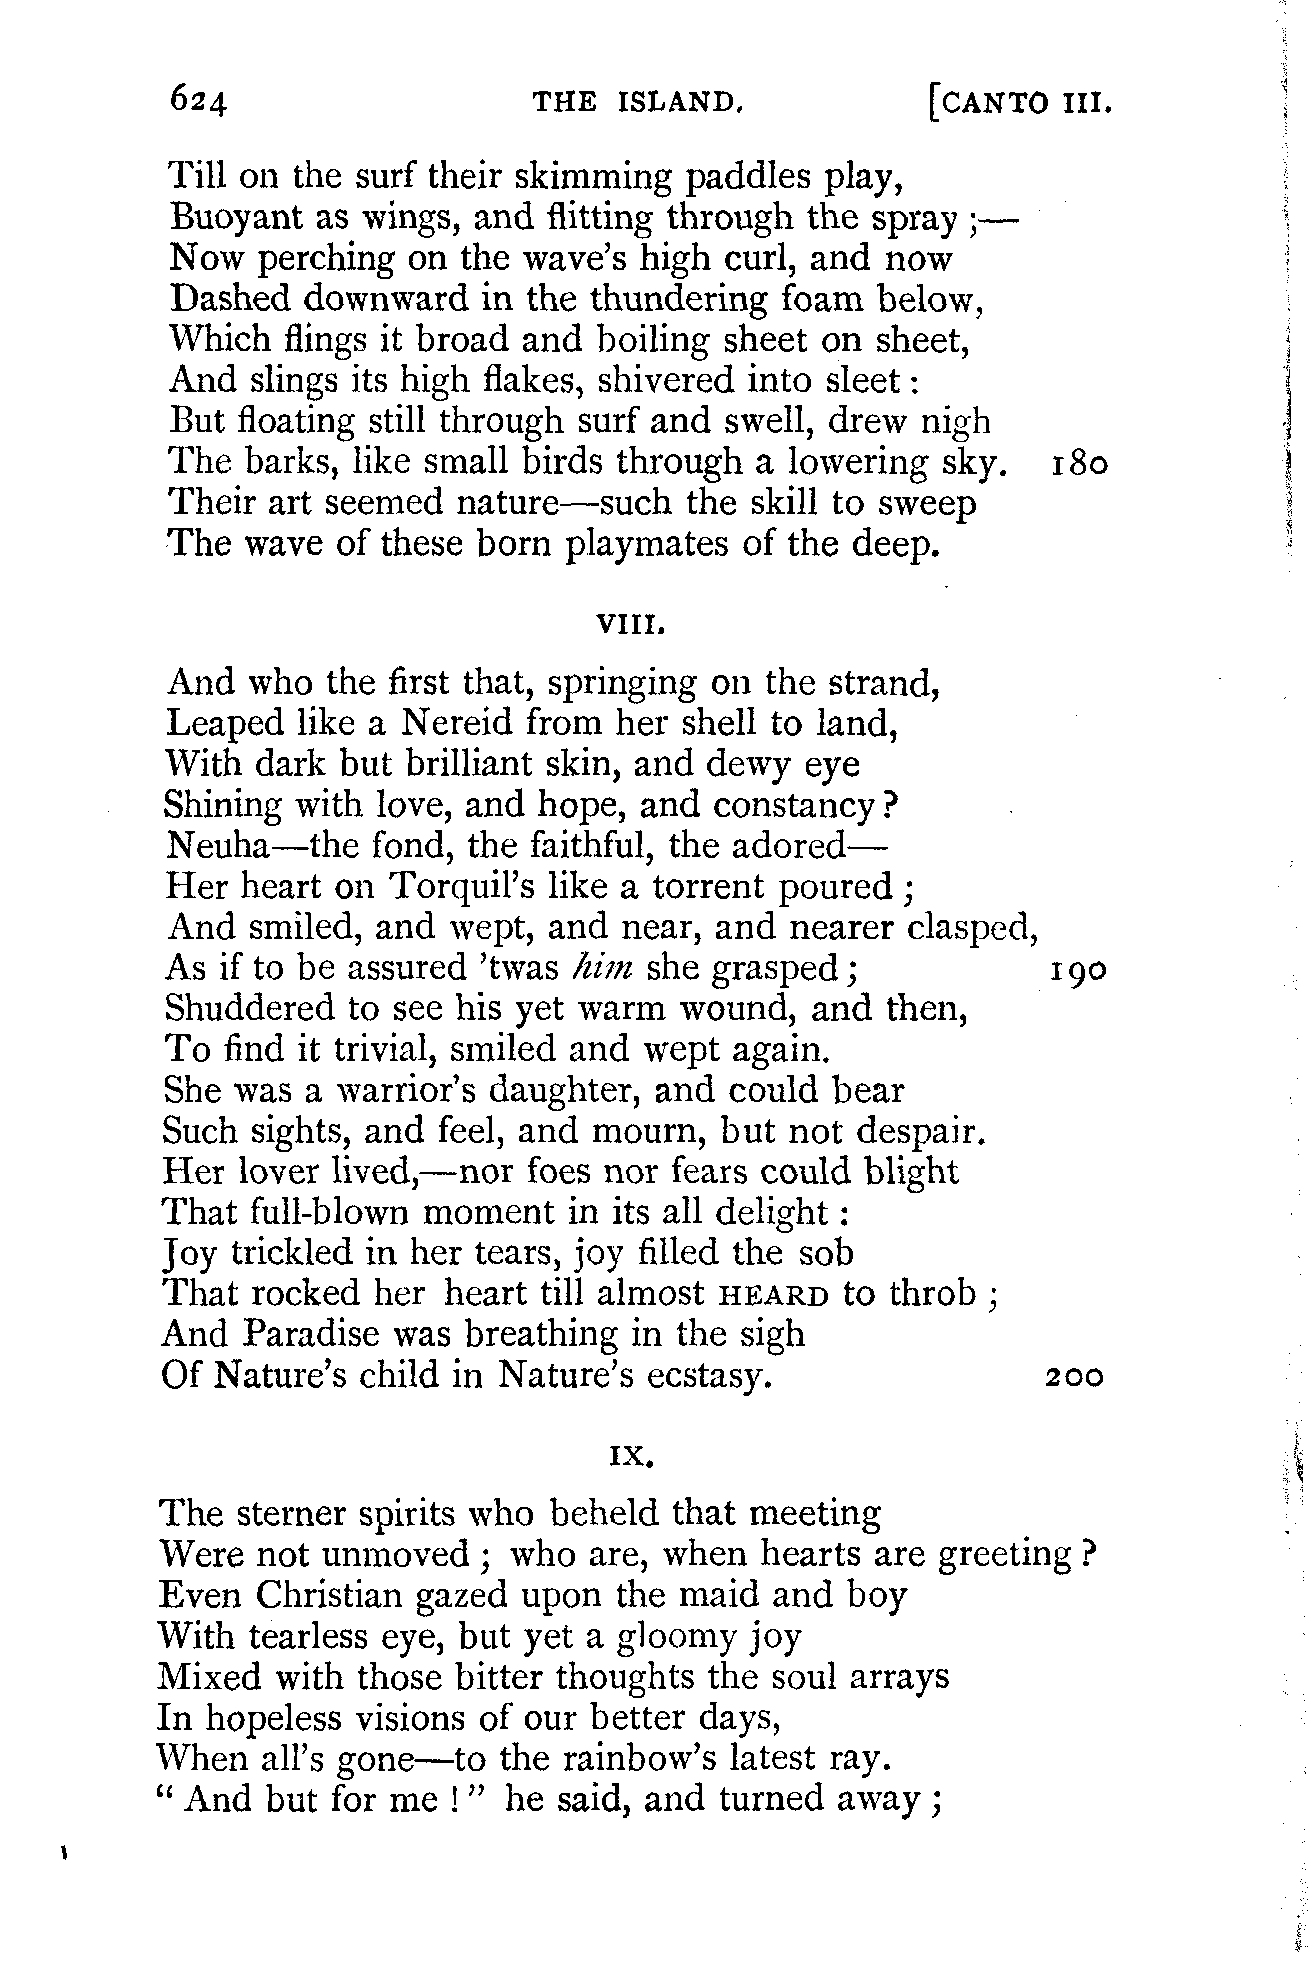 624 THE ISLAND. [CANTO III.
Till on the surf their skimming paddles play,
Buoyant as wings, and flitting through the spray ;—
Now perching on the wave's high curl, and now
Dashed downward in the thundering foam below,
Which flings it broad and boiling sheet on sheet,
And slings its high flakes, shivered into sleet :
But floating still through surf and swell, drew nigh
The barks, like small birds through a lowering sky. 180
Their art seemed nature—such the skill to sweep
The wave of these born playmates of the deep.
VIII.
And who the first that, springing on the strand,
Leaped like a Nereid from her shell to land,
With dark but brilliant skin, and dewy eye
Shining with love, and hope, and constancy ?
Neuha—the fond, the faithful, the adored—
Her heart on Torquil's like a torrent poured ;
And smiled, and wept, and near, and nearer clasped,
As if to be assured 'twas him she grasped ; 190
Shuddered to see his yet warm wound, and then,
To find it trivial, smiled and wept again.
She was a warrior's daughter, and could bear
Such sights, and feel, and mourn, but not despair.
Her lover lived,—nor foes nor fears could blight
That full-blown moment in its all delight :
Joy trickled in her tears, joy filled the sob
That rocked her heart till almost HEARD to throb ;
And Paradise was breathing in the sigh
Of Nature's child in Nature's ecstasy. 200
IX.
The sterner spirits who beheld that meeting
Were not unmoved ; who are, when hearts are greeting ?
Even Christian gazed upon the maid and boy
With tearless eye, but yet a gloomy joy
Mixed with those bitter thoughts the soul arrays
In hopeless visions of our better days,
When all's gone—to the rainbow's latest ray.
" And but for me ! " he said, and turned away ;